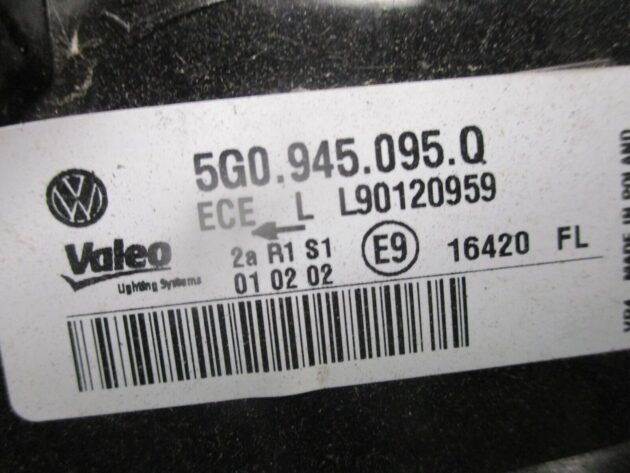 5G0.945.095.Q
ECE L L90120959
Valeo
Lighting Systems
2a R1 S1
01 02 02
E9
16420 FL
MADE IN POLAND